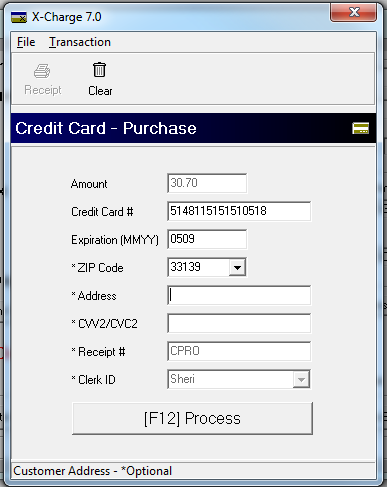 X-Charge 7.0
File Transaction
Receipt Clear
Credit Card - Purchase
Amount 30.70
Credit Card # 5148115151510518
Expiration (MMYY) 0509
* ZIP Code 33139
* Address
* CVV2/CVC2
* Receipt # CPRO
* Clerk ID Sheri
[F12] Process
Customer Address - *Optional